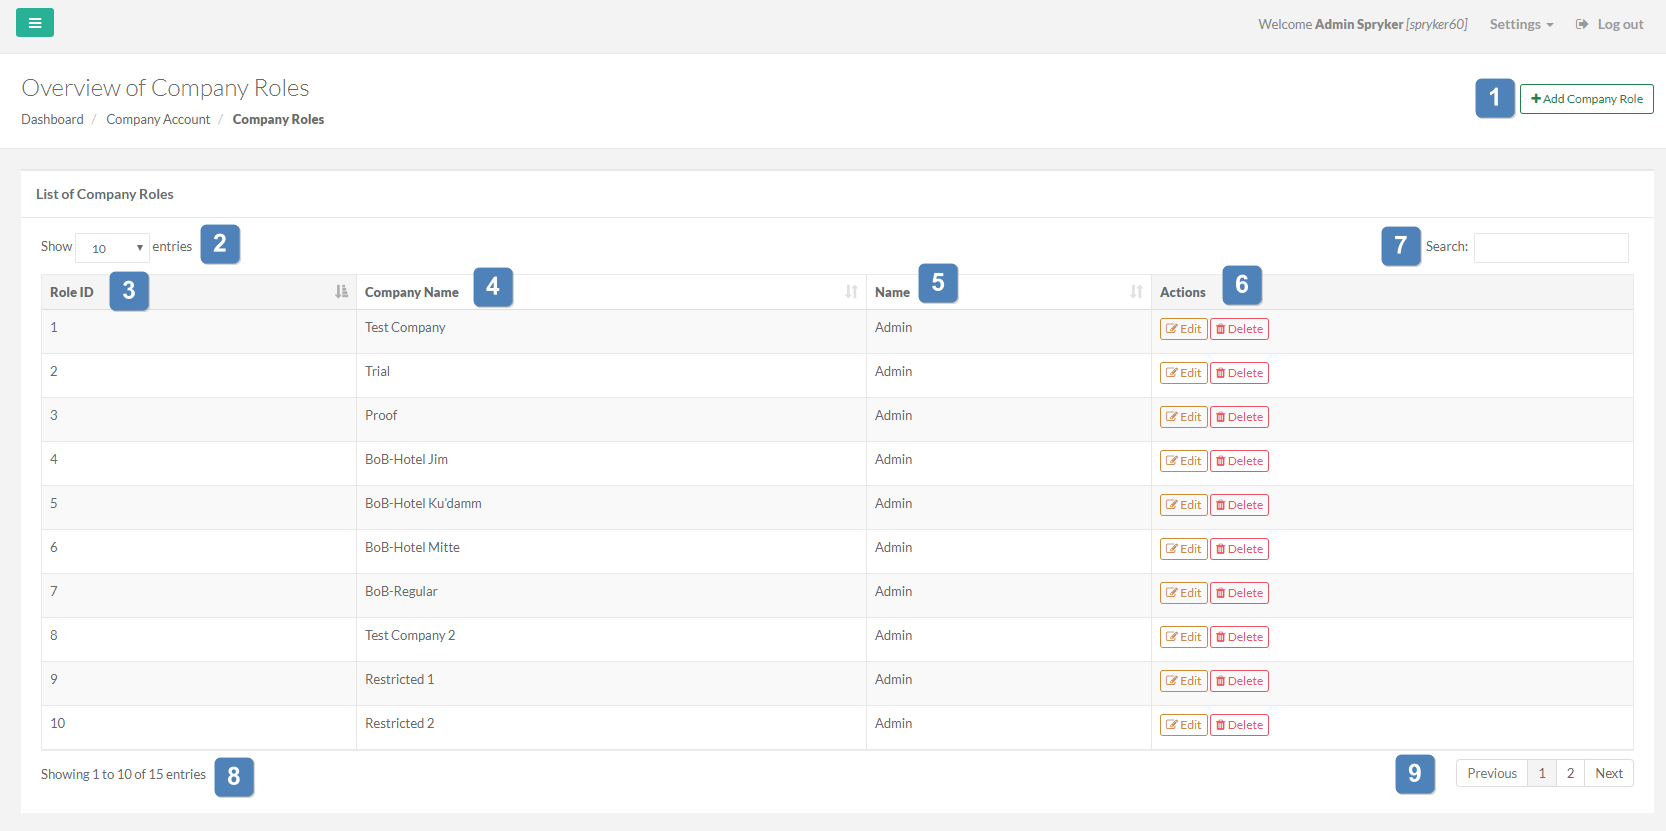 Welcome Admin Spryker [spryker60] Settings Log out
Overview of Company Roles
Dashboard / Company Account / Company Roles
1 Add Company Role
List of Company Roles
Show 10 entries 2 7 Search:
Role ID 3 Company Name 4 Name 5 Actions 6
1 Test Company Admin Edit Delete
2 Trial Admin Edit Delete
3 Proof Admin Edit Delete
4 BoB-Hotel Jim Admin Edit Delete
5 BoB-Hotel Ku'damm Admin Edit Delete
6 BoB-Hotel Mitte Admin Edit Delete
7 BoB-Regular Admin Edit Delete
8 Test Company 2 Admin Edit Delete
9 Restricted 1 Admin Edit Delete
10 Restricted 2 Admin Edit Delete
Showing 1 to 10 of 15 entries 8 9 Previous 1 2 Next